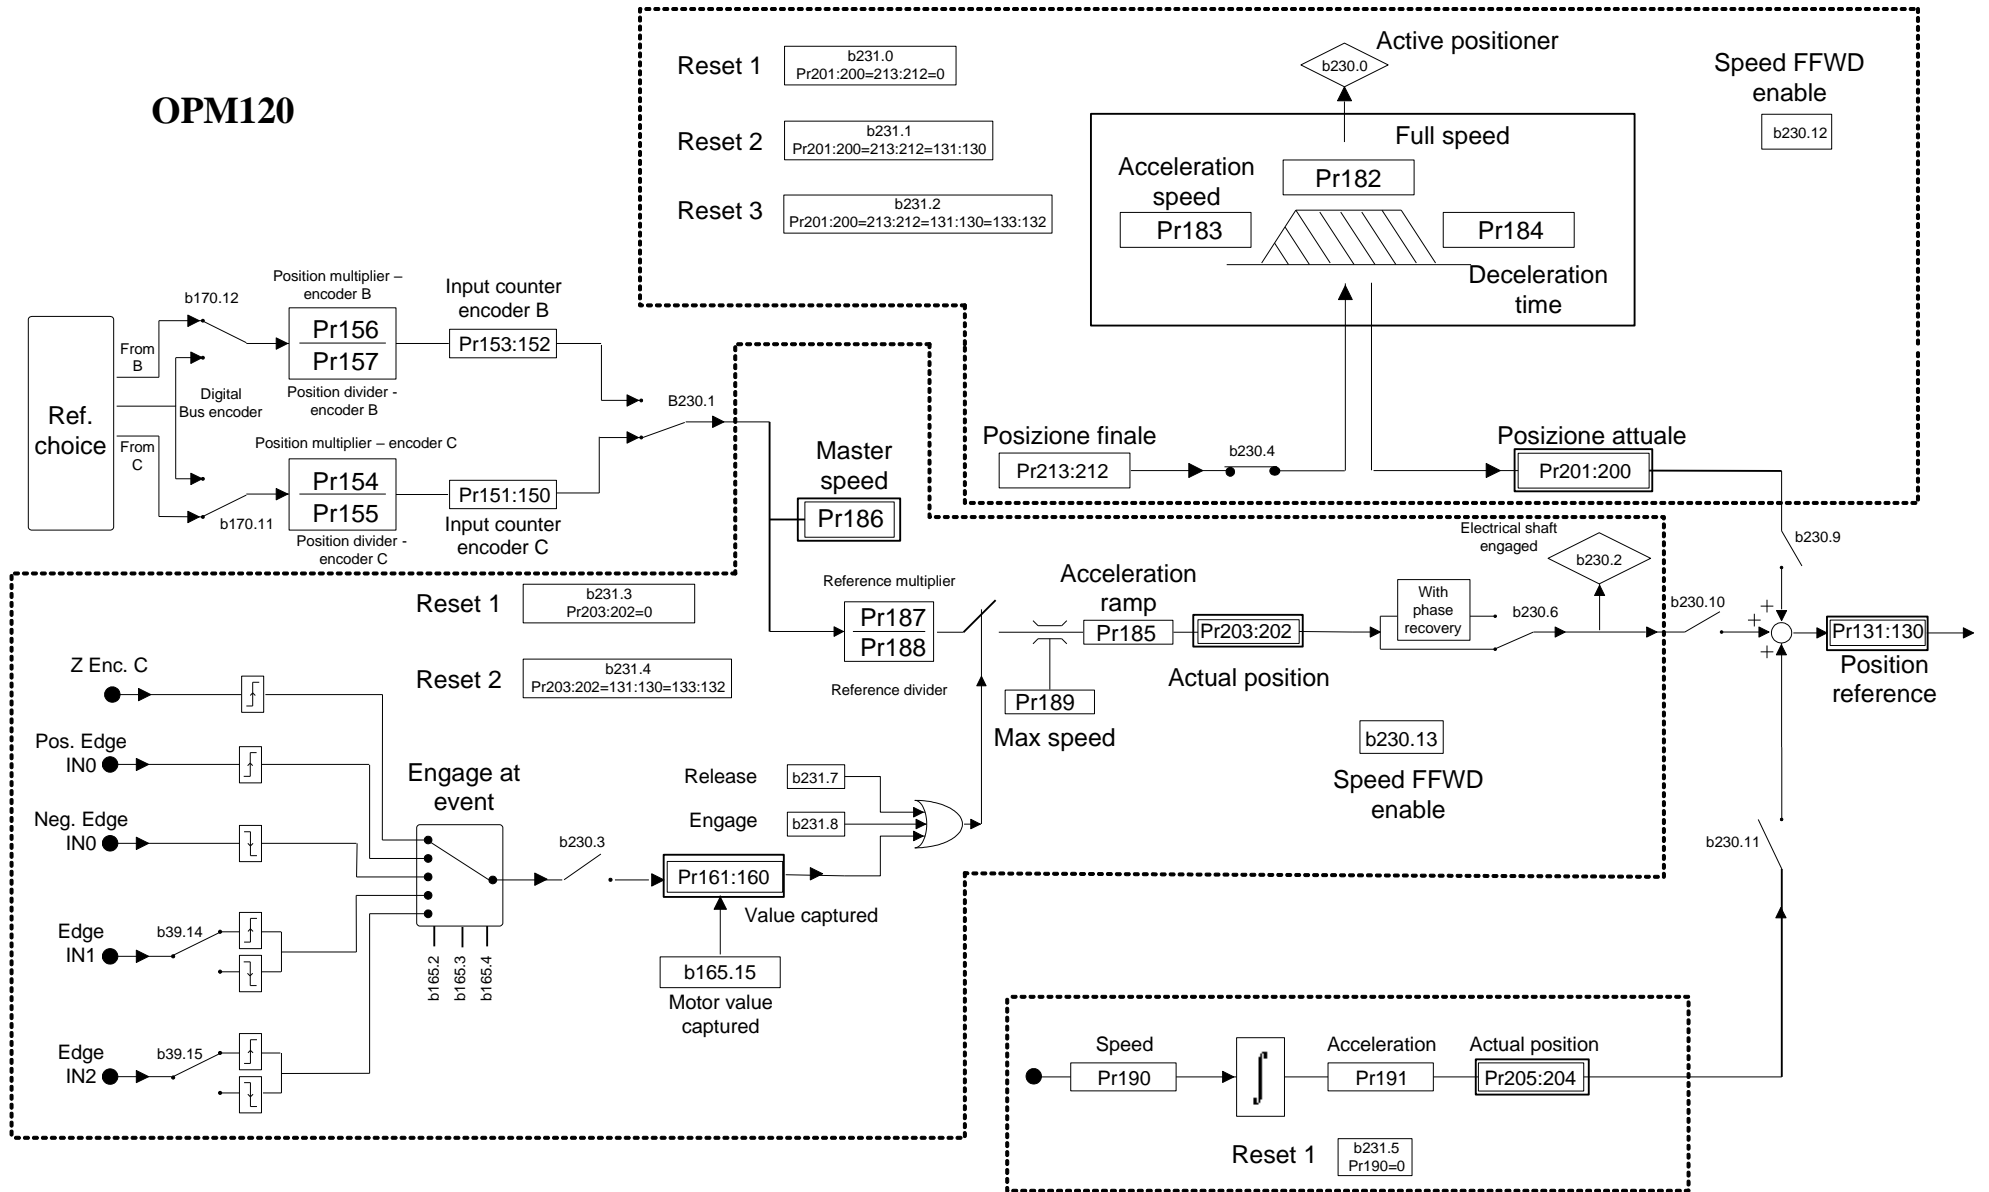 OPM120
Reset 1
b231.0
Pr201:200=213:212=0
Reset 2
b231.1
Pr201:200=213:212=131:130
Reset 3
b231.2
Pr201:200=213:212=131:130=133:132
Active positioner
b230.0
Full speed
Pr182
Acceleration
speed
Pr183
Pr184
Deceleration
time
Speed FFWD
enable
b230.12
Posizione finale
Pr213:212
b230.4
Posizione attuale
Pr201:200
Ref.
choice
From
B
From
C
b170.12
Digital
Bus encoder
b170.11
Position multiplier –
encoder B
Pr156
Pr157
Position divider -
encoder B
Input counter
encoder B
Pr153:152
Position multiplier – encoder C
Pr154
Pr155
Position divider -
encoder C
Pr151:150
Input counter
encoder C
B230.1
Master
speed
Pr186
Reset 1
b231.3
Pr203:202=0
Reset 2
b231.4
Pr203:202=131:130=133:132
Reference multiplier
Pr187
Pr188
Reference divider
Acceleration
ramp
Pr185
Pr189
Max speed
Pr203:202
Actual position
With
phase
recovery
b230.6
Electrical shaft
engaged
b230.2
b230.10
b230.9
+
+
+
Pr131:130
Position
reference
b230.13
Speed FFWD
enable
b230.11
Z Enc. C
Pos. Edge
IN0
Neg. Edge
IN0
Edge
IN1
b39.14
Edge
IN2
b39.15
Engage at
event
b165.2
b165.3
b165.4
b230.3
Release
b231.7
Engage
b231.8
Pr161:160
Value captured
b165.15
Motor value
captured
Speed
Pr190
∫
Acceleration
Pr191
Actual position
Pr205:204
Reset 1
b231.5
Pr190=0